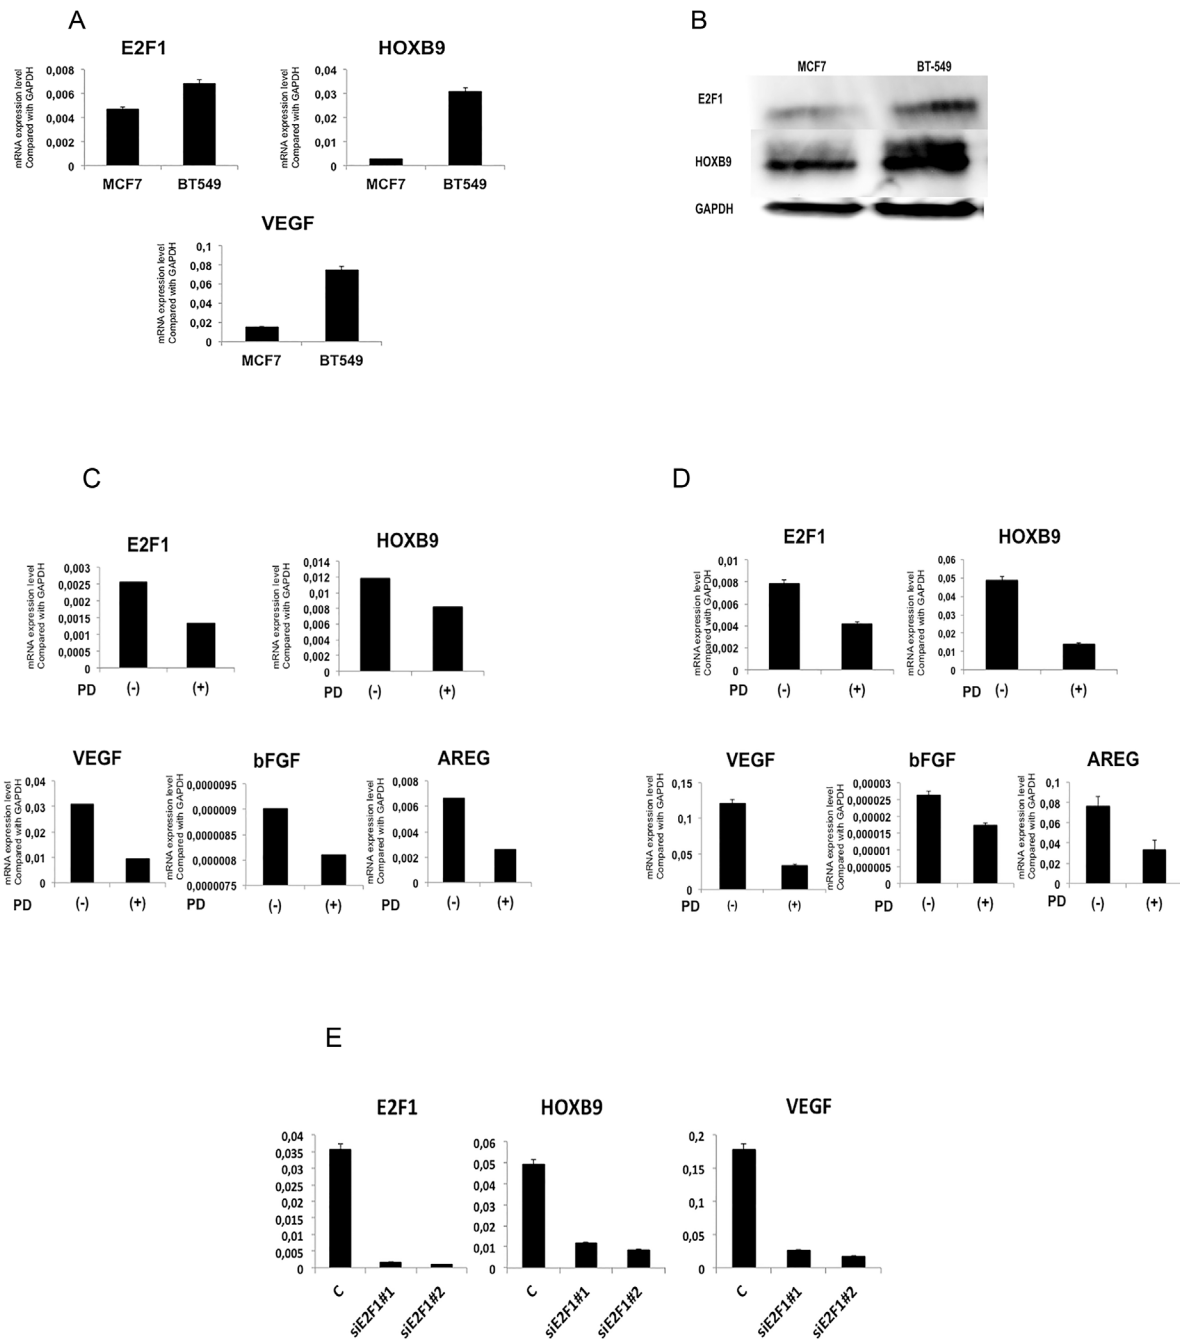 A
E2F1
mRNA expression level
Compared with GAPDH
0,008
0,006
0,004
0,002
0
MCF7 BT549
HOXB9
mRNA expression level
Compared with GAPDH
0,04
0,03
0,02
0,01
0
MCF7 BT549
VEGF
mRNA expression level
Compared with GAPDH
0,1
0,08
0,06
0,04
0,02
0
MCF7 BT549
B
MCF7 BT-549
E2F1
HOXB9
GAPDH
C
E2F1
mRNA expression level
Compared with GAPDH
0,003
0,0025
0,002
0,0015
0,001
0,0005
0
PD (-) (+)
HOXB9
mRNA expression level
Compared with GAPDH
0,014
0,012
0,01
0,008
0,006
0,004
0,002
0
PD (-) (+)
VEGF
mRNA expression level
Compared with GAPDH
0,04
0,03
0,02
0,01
0
PD (-) (+)
bFGF
mRNA expression level
Compared with GAPDH
0,0000095
0,000009
0,0000085
0,000008
0,0000075
PD (-) (+)
AREG
mRNA expression level
Compared with GAPDH
0,008
0,006
0,004
0,002
0
PD (-) (+)
D
E2F1
mRNA expression level
Compared with GAPDH
0,01
0,008
0,006
0,004
0,002
0
PD (-) (+)
HOXB9
mRNA expression level
Compared with GAPDH
0,06
0,05
0,04
0,03
0,02
0,01
0
PD (-) (+)
VEGF
mRNA expression level
Compared with GAPDH
0,15
0,1
0,05
0
PD (-) (+)
bFGF
mRNA expression level
Compared with GAPDH
0,00003
0,000025
0,00002
0,000015
0,00001
0,000005
0
PD (-) (+)
AREG
mRNA expression level
Compared with GAPDH
0,1
0,08
0,06
0,04
0,02
0
PD (-) (+)
E
E2F1
0,04
0,035
0,03
0,025
0,02
0,015
0,01
0,005
0
C siE2F1#1 siE2F1#2
HOXB9
0,06
0,05
0,04
0,03
0,02
0,01
0
C siE2F1#1 siE2F1#2
VEGF
0,2
0,15
0,1
0,05
0
C siE2F1#1 siE2F1#2